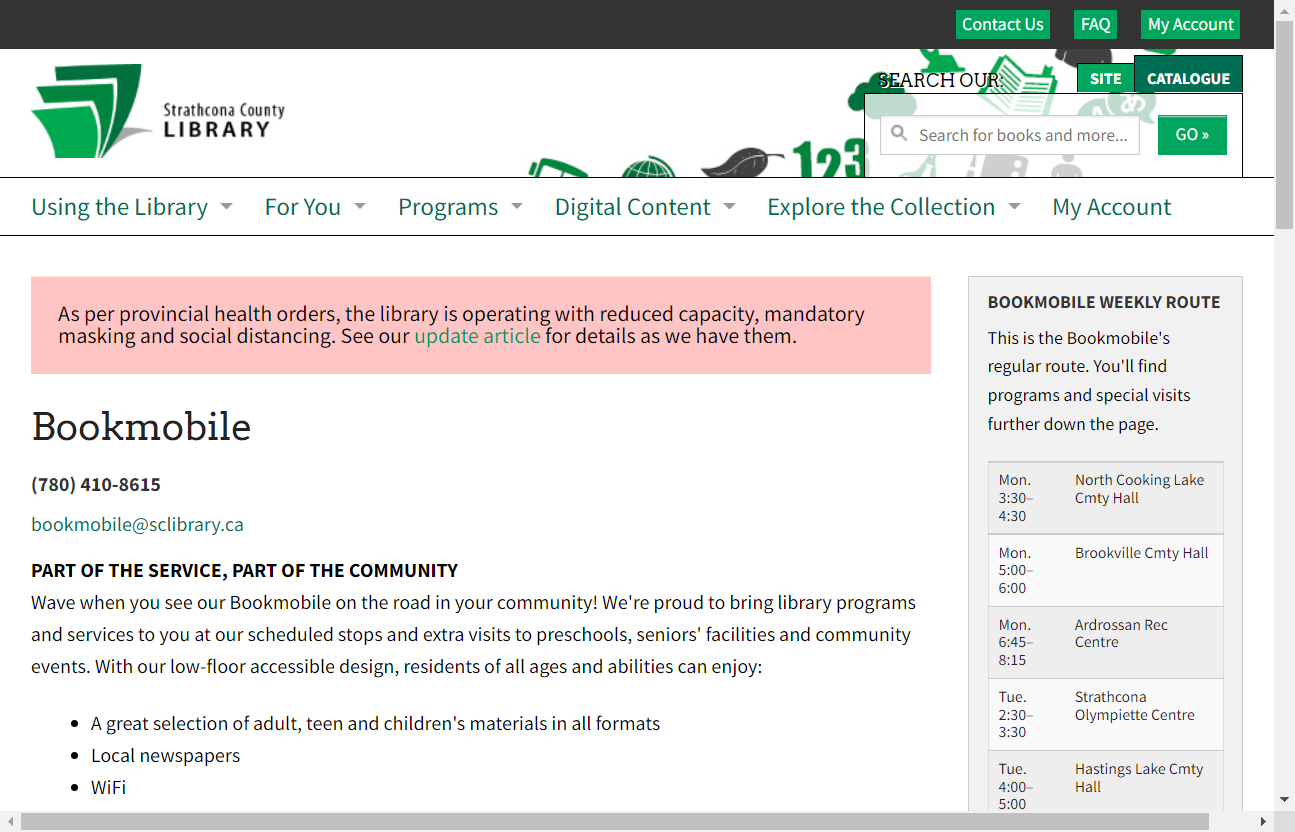 Contact Us FAQ My Account
Strathcona County
LIBRARY
SEARCH OUR: SITE CATALOGUE
Search for books and more... GO »
123
Using the Library For You Programs Digital Content Explore the Collection My Account
As per provincial health orders, the library is operating with reduced capacity, mandatory
masking and social distancing. See our update article for details as we have them.
Bookmobile
(780) 410-8615
bookmobile@sclibrary.ca
PART OF THE SERVICE, PART OF THE COMMUNITY
Wave when you see our Bookmobile on the road in your community! We're proud to bring library programs
and services to you at our scheduled stops and extra visits to preschools, seniors' facilities and community
events. With our low-floor accessible design, residents of all ages and abilities can enjoy:
• A great selection of adult, teen and children's materials in all formats
• Local newspapers
• WiFi
BOOKMOBILE WEEKLY ROUTE
This is the Bookmobile's
regular route. You'll find
programs and special visits
further down the page.
Mon. North Cooking Lake
3:30– Cmty Hall
4:30
Mon. Brookville Cmty Hall
5:00–
6:00
Mon. Ardrossan Rec
6:45– Centre
8:15
Tue. Strathcona
2:30– Olympiette Centre
3:30
Tue. Hastings Lake Cmty
4:00– Hall
5:00